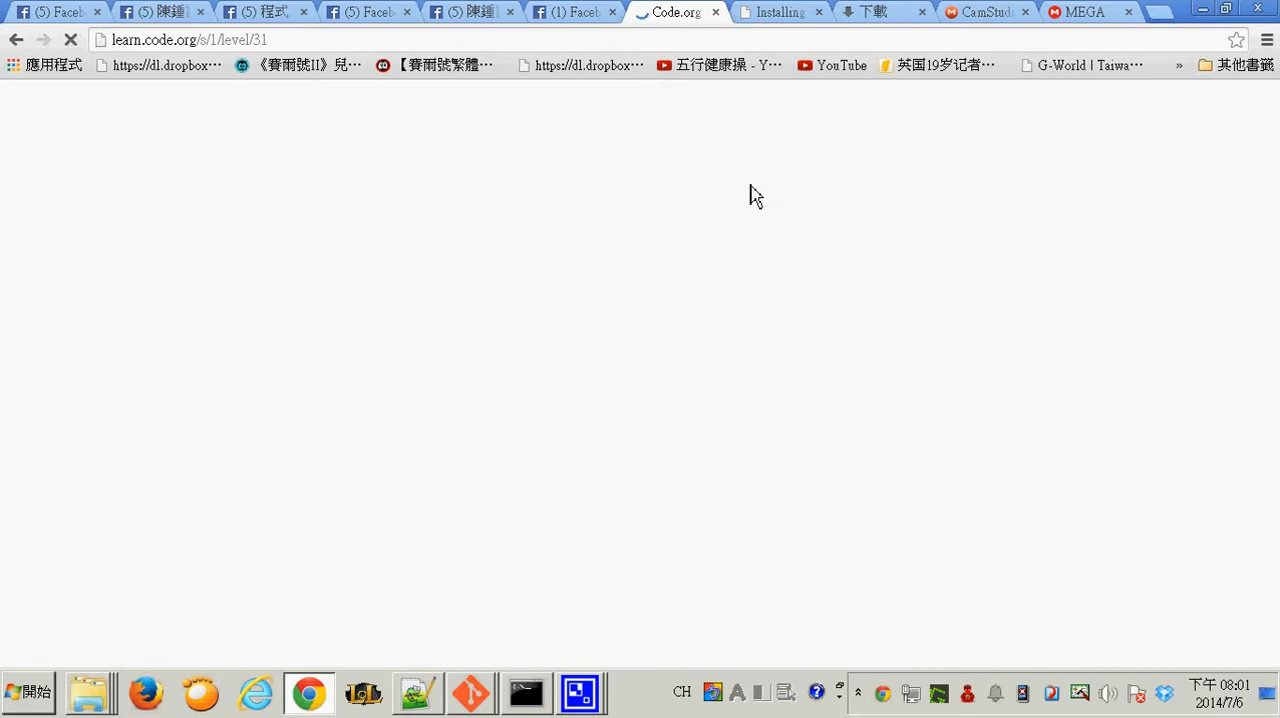 (5) Faceb
(5) 陳鍾
(5) 程式
(5) Faceb
(5) 陳鍾
(1) Faceb
Code.org
Installing
下載
CamStud
MEGA
learn.code.org/s/1/level/31
應用程式
https://dl.dropbox…
《賽爾號II》兒…
【賽爾號繁體…
https://dl.dropbox…
五行健康操 - Y…
YouTube
英国19岁记者…
G-World | Taiwa…
»
其他書籤
開始
CH
下午 08:01
2014/7/6